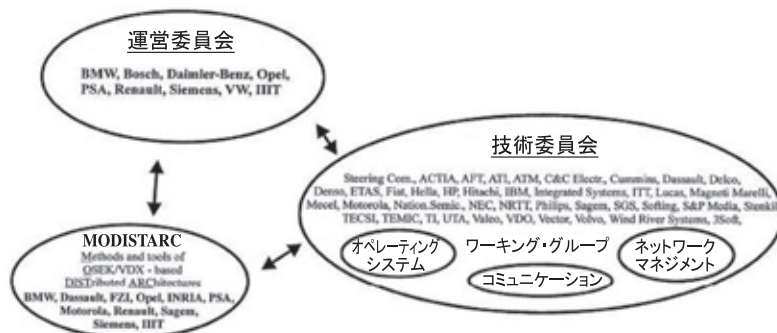 運営委員会
BMW, Bosch, Daimler-Benz, Opel,
PSA, Renault, Siemens, VW, IIIT
技術委員会
Steering Com., ACTIA, AFT, ATI, ATM, C&C Electr., Cummins, Dassault, Delco,
Denso, ETAS, Fiat, Hella, HP, Hitachi, IBM, Integrated Systems, ITT, Lucas, Magneti Marelli,
Mecel, Motorola, Nation.Semic., NEC, NRTT, Philips, Sagem, SGS, Softing, S&P Media, Stenkil
TECSI, TEMIC, TI, UTA, Valeo, VDO, Vector, Volvo, Wind River Systems, 3Soft,
オペレーティング
システム
ワーキング・グループ
コミュニケーション
ネットワーク
マネジメント
MODISTARC
Methods and tools of
OSEK/VDX - based
DISTributed ARChitectures
BMW, Dassault, FZI, Opel, INRIA, PSA,
Motorola, Renault, Sagem,
Siemens, IIIT